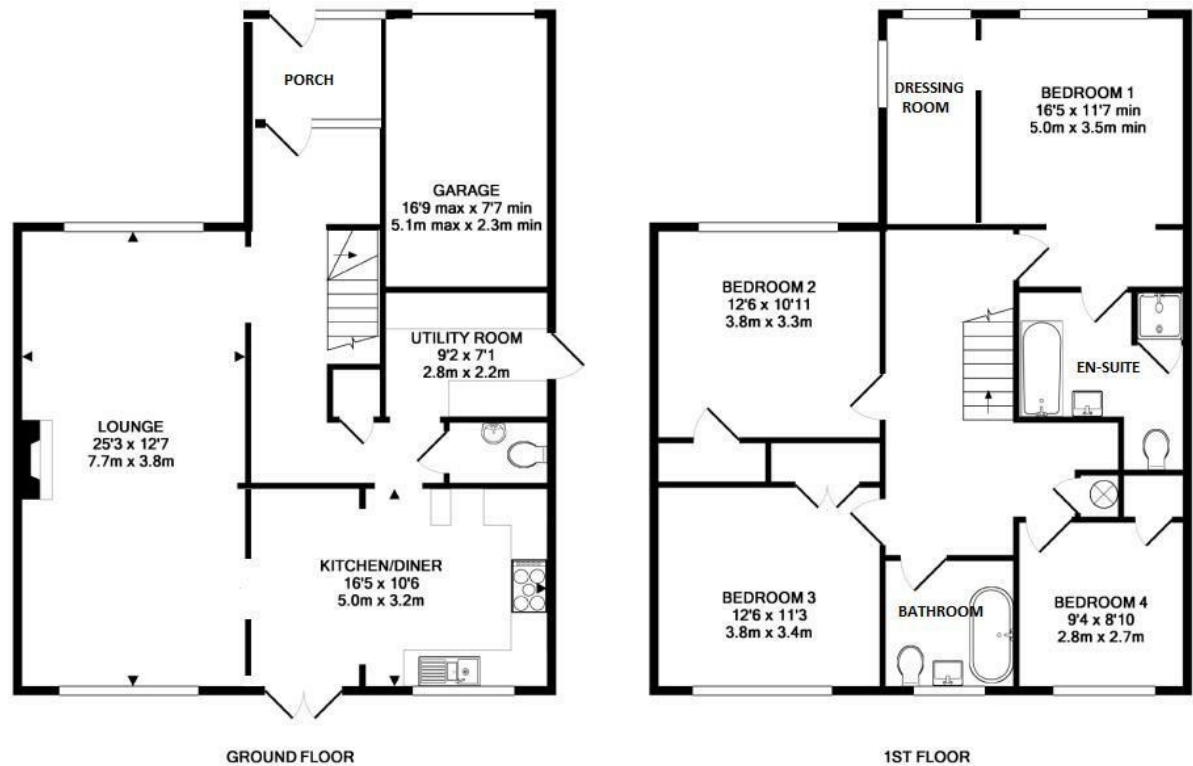 PORCH
GARAGE
16'9 max x 7'7 min
5.1m max x 2.3m min
UTILITY ROOM
9'2 x 7'1
2.8m x 2.2m
LOUNGE
25'3 x 12'7
7.7m x 3.8m
KITCHEN/DINER
16'5 x 10'6
5.0m x 3.2m
GROUND FLOOR
DRESSING
ROOM
BEDROOM 1
16'5 x 11'7 min
5.0m x 3.5m min
BEDROOM 2
12'6 x 10'11
3.8m x 3.3m
EN-SUITE
BEDROOM 3
12'6 x 11'3
3.8m x 3.4m
BATHROOM
BEDROOM 4
9'4 x 8'10
2.8m x 2.7m
1ST FLOOR